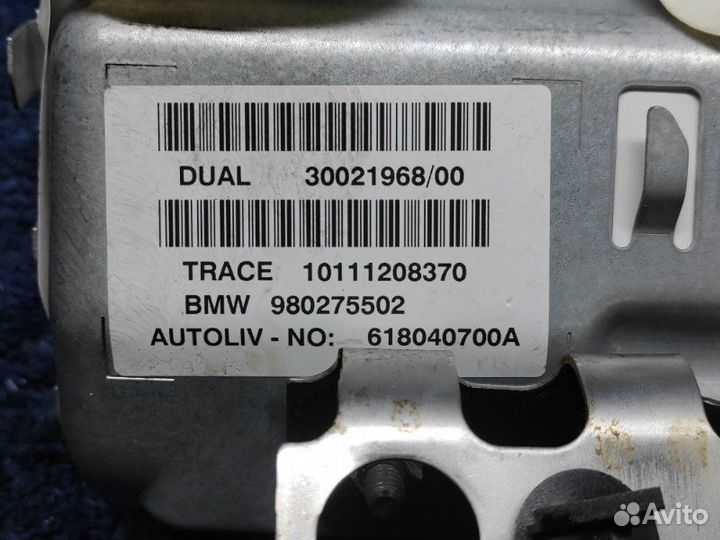 DUAL 30021968/00
TRACE 10111208370
BMW 980275502
AUTOLIV - NO: 618040700A
Avito